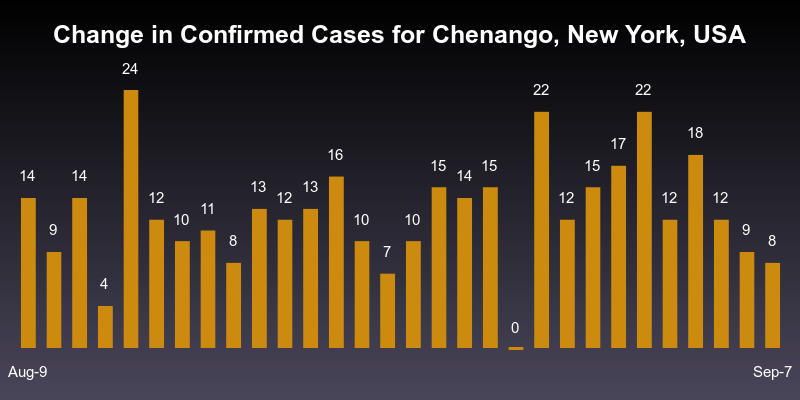 Change in Confirmed Cases for Chenango, New York, USA
14 9 14 4 24 12 10 11 8 13 12 13 16 10 7 10 15 14 15 0 22 12 15 17 22 12 18 12 9 8
Aug-9 Sep-7